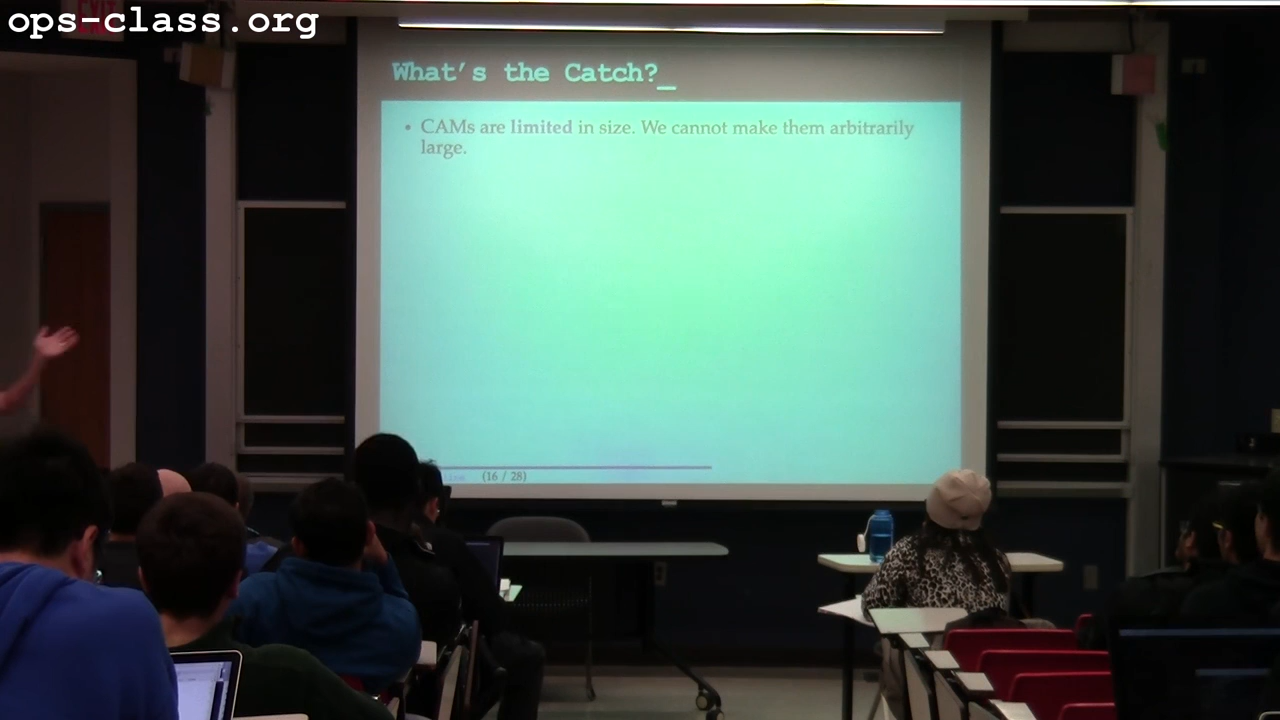 ops-class.org
EXIT
What's the Catch?_
• CAMs are limited in size. We cannot make them arbitrarily
large.
(16 / 28)